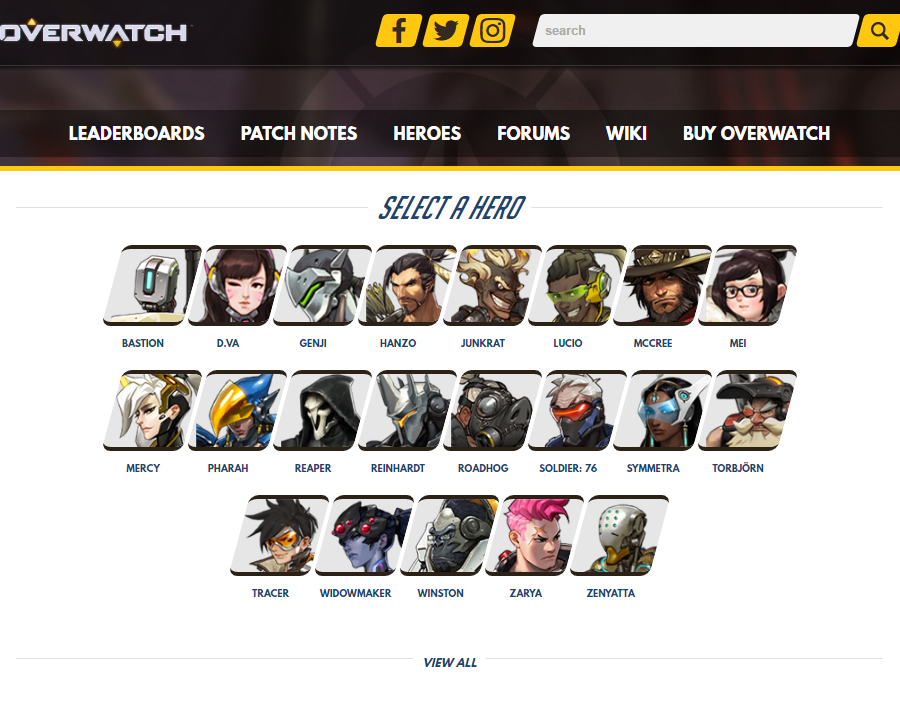 OVERWATCH
search
LEADERBOARDS PATCH NOTES HEROES FORUMS WIKI BUY OVERWATCH
SELECT A HERO
BASTION D.VA GENJI HANZO JUNKRAT LUCIO MCCREE MEI
MERCY PHARAH REAPER REINHARDT ROADHOG SOLDIER: 76 SYMMETRA TORBJÖRN
TRACER WIDOWMAKER WINSTON ZARYA ZENYATTA
VIEW ALL